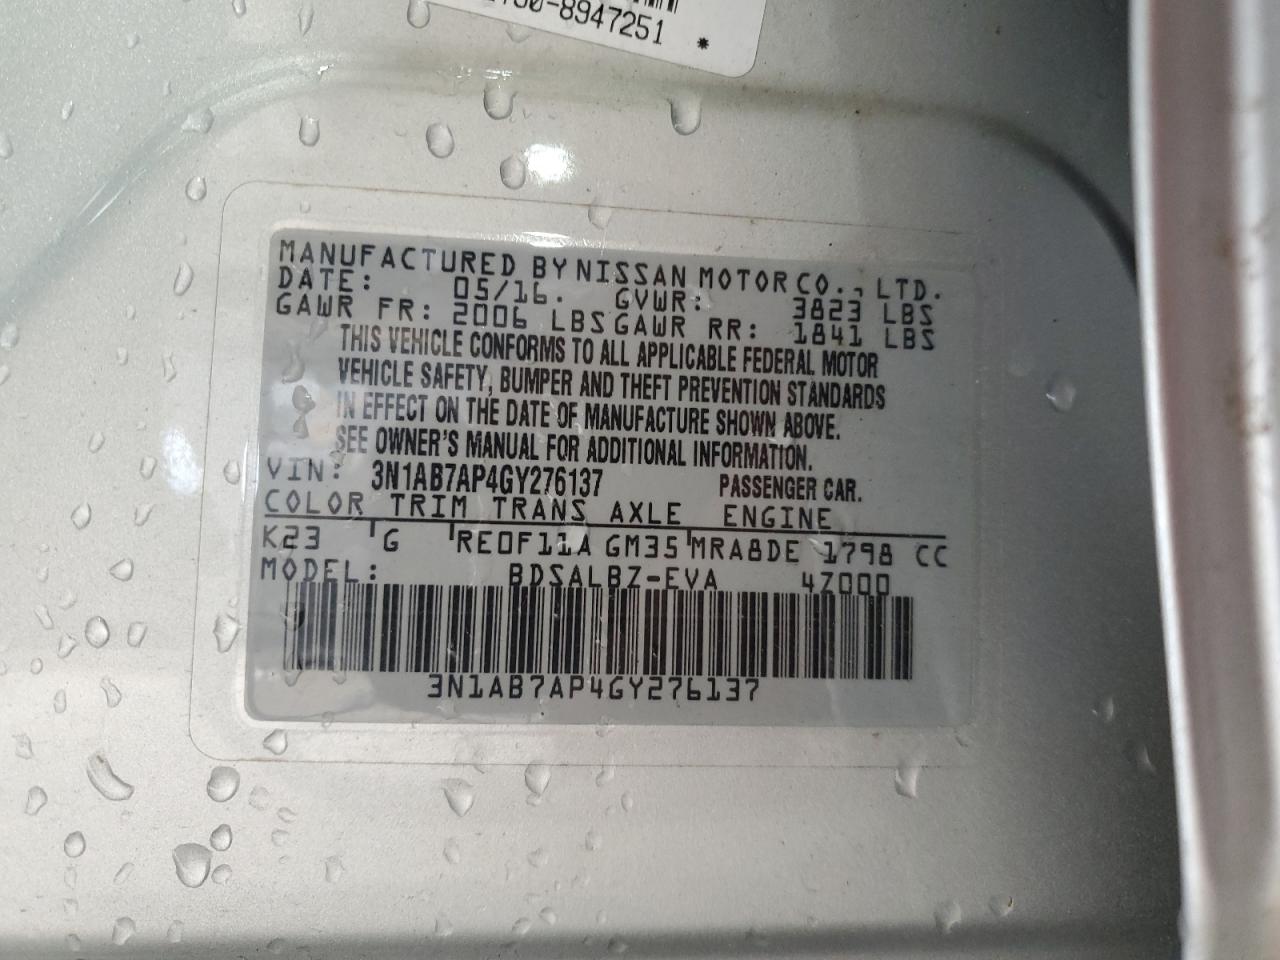 -8947251 *
MANUFACTURED BY NISSAN MOTOR CO., LTD.
DATE: 05/16. GVWR: 3823 LBS
GAWR FR: 2006 LBS GAWR RR: 1841 LBS
THIS VEHICLE CONFORMS TO ALL APPLICABLE FEDERAL MOTOR
VEHICLE SAFETY, BUMPER AND THEFT PREVENTION STANDARDS
IN EFFECT ON THE DATE OF MANUFACTURE SHOWN ABOVE.
SEE OWNER'S MANUAL FOR ADDITIONAL INFORMATION.
VIN: 3N1AB7AP4GY276137 PASSENGER CAR.
COLOR TRIM TRANS AXLE ENGINE
K23 G RE0F11A GM35 MRA8DE 1798 CC
MODEL: BDSALBZ-EVA 4Z000
3N1AB7AP4GY276137